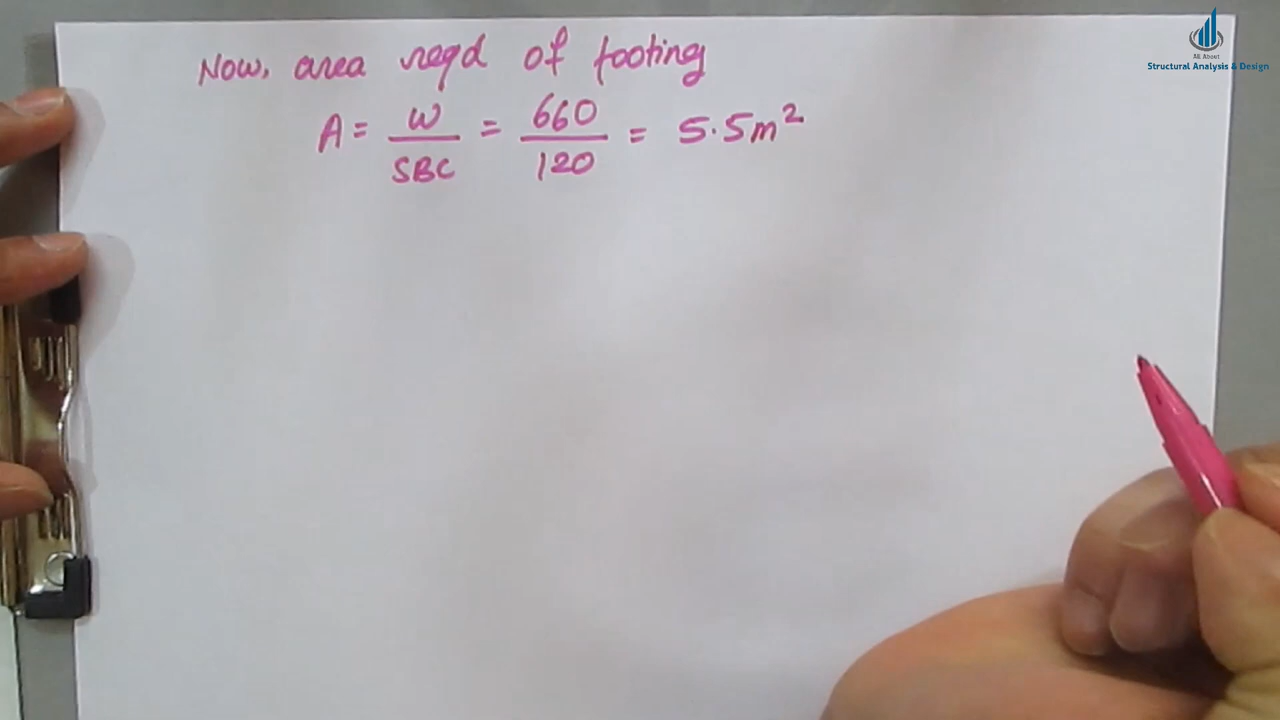 Now, area reqd of footing
A = W/SBC = 660/120 = 5.5m²
All About
Structural Analysis & Design